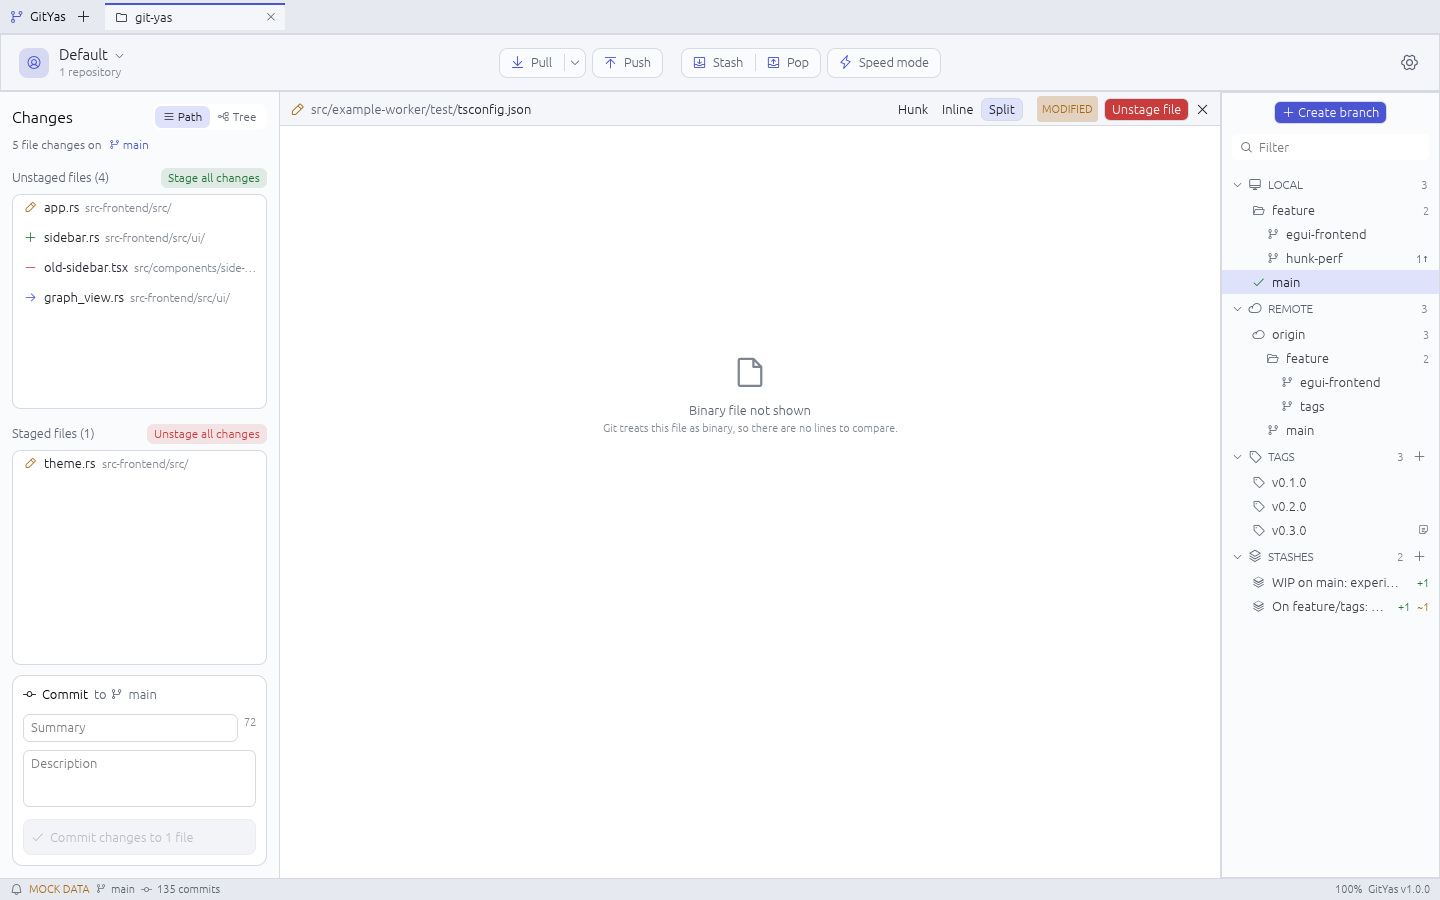 GitYas
git-yas
Default
1 repository
Pull
Push
Stash
Pop
Speed mode
Changes
Path
Tree
5 file changes on main
Unstaged files (4)
Stage all changes
app.rs src-frontend/src/
sidebar.rs src-frontend/src/ui/
old-sidebar.tsx src/components/side-...
graph_view.rs src-frontend/src/ui/
Staged files (1)
Unstage all changes
theme.rs src-frontend/src/
Commit to main
Summary
72
Description
Commit changes to 1 file
src/example-worker/test/tsconfig.json
Hunk
Inline
Split
MODIFIED
Unstage file
Binary file not shown
Git treats this file as binary, so there are no lines to compare.
Create branch
Filter
LOCAL 3
feature 2
egui-frontend
hunk-perf 1↑
main
REMOTE 3
origin 3
feature 2
egui-frontend
tags
main
TAGS 3
v0.1.0
v0.2.0
v0.3.0
STASHES 2
WIP on main: experi... +1
On feature/tags: ... +1 ~1
MOCK DATA main 135 commits
100% GitYas v1.0.0